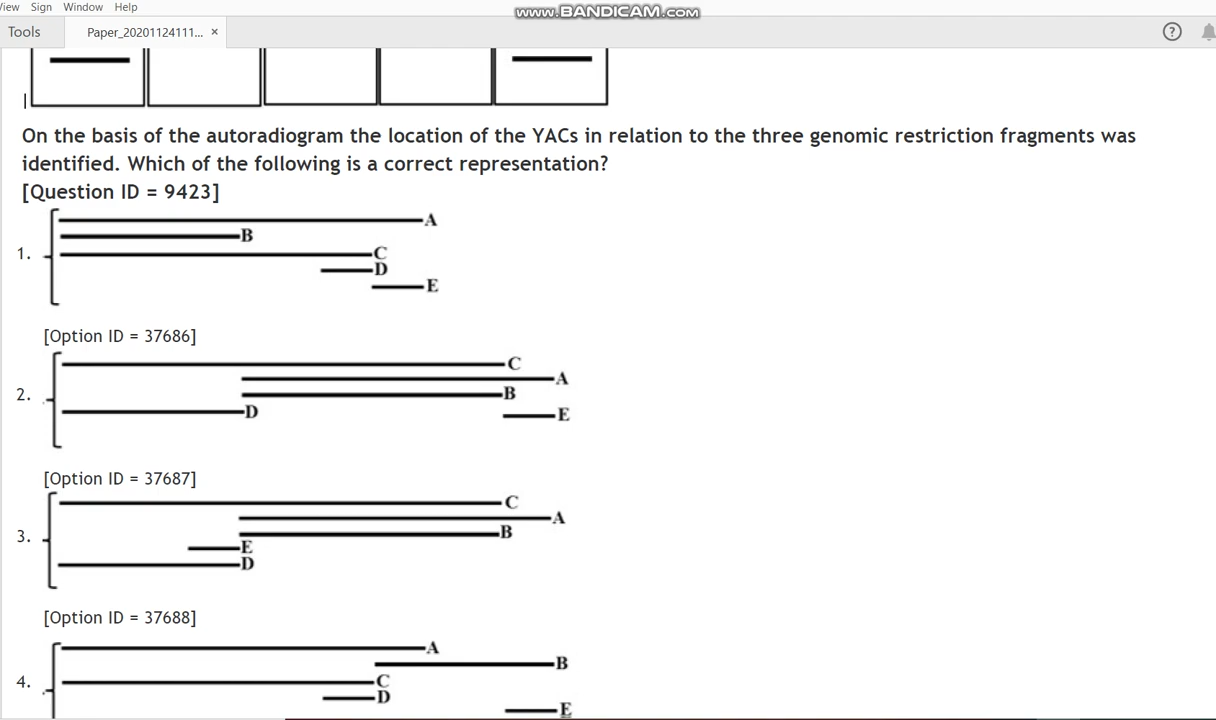 View Sign Window Help
www.BANDICAM.com
Tools Paper_20201124111... × ?
On the basis of the autoradiogram the location of the YACs in relation to the three genomic restriction fragments was
identified. Which of the following is a correct representation?
[Question ID = 9423]
1.
A
B
C
D
E
[Option ID = 37686]
2.
C
A
B
D
E
[Option ID = 37687]
3.
C
A
B
E
D
[Option ID = 37688]
4.
A
B
C
D
E